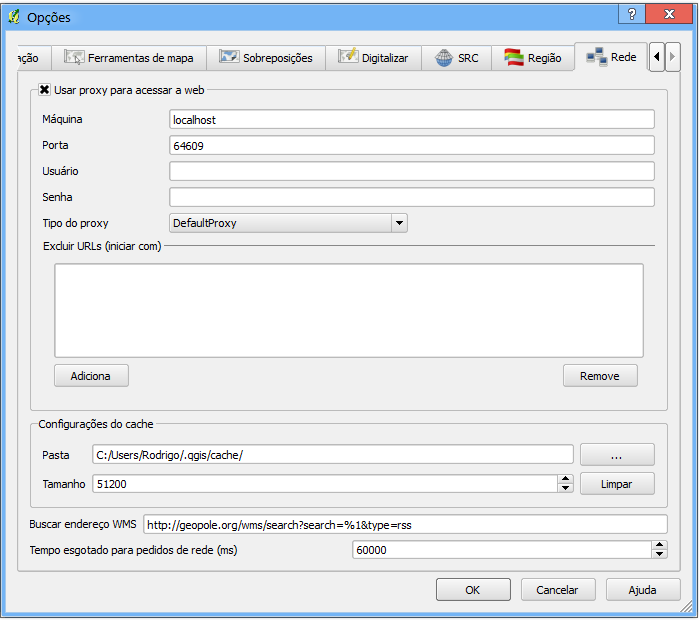 Opções
?
ação
Ferramentas de mapa
Sobreposições
Digitalizar
SRC
Região
Rede
Usar proxy para acessar a web
Máquina
localhost
Porta
64609
Usuário
Senha
Tipo do proxy
DefaultProxy
Excluir URLs (iniciar com)
Adiciona
Remove
Configurações do cache
Pasta
C:/Users/Rodrigo/.qgis/cache/
...
Tamanho
51200
Limpar
Buscar endereço WMS
http://geopole.org/wms/search?search=%1&type=rss
Tempo esgotado para pedidos de rede (ms)
60000
OK
Cancelar
Ajuda